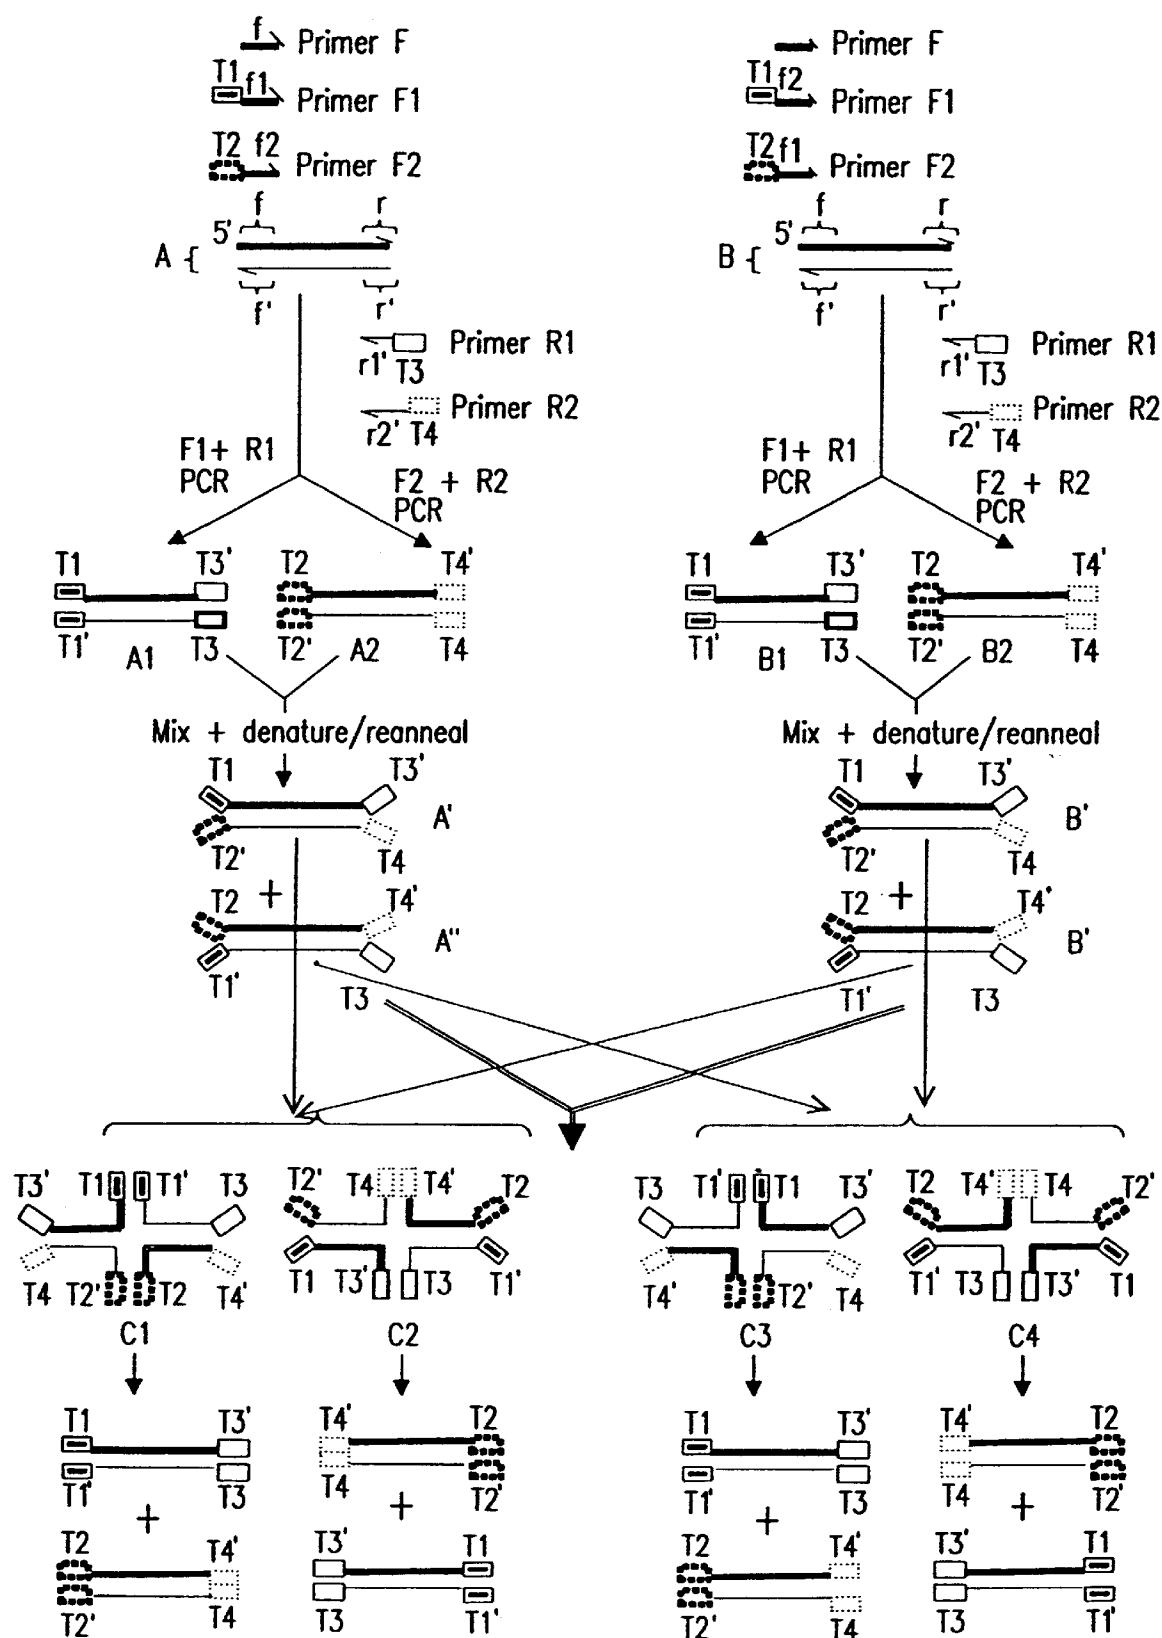 f
Primer F
T1 f1
Primer F1
T2 f2
Primer F2
f r
5'
A {
f' r'
Primer R1
r1' T3
Primer R2
r2' T4
F1+ R1
PCR
F2 + R2
PCR
T1 T3' T2 T4'
T1' A1 T3 T2' A2 T4
Mix + denature/reanneal
T1 T3'
A'
T2' T4
+
T2 T4'
A''
T1' T3
Primer F
T1 f2
Primer F1
T2 f1
Primer F2
f r
5'
B {
f' r'
Primer R1
r1' T3
Primer R2
r2' T4
F1+ R1
PCR
F2 + R2
PCR
T1 T3' T2 T4'
T1' B1 T3 T2' B2 T4
Mix + denature/reanneal
T1 T3'
B'
T2' T4
+
T2 T4'
B'
T1' T3
T3' T1 T1' T3
T4 T2' T2 T4'
C1
T2' T4 T4' T2
T1 T3' T3 T1'
C2
T3 T1' T1 T3'
T4' T2 T2' T4
C3
T2 T4' T4 T2'
T1' T3 T3' T1
C4
T1 T3'
T1' T3
+
T2 T4'
T2' T4
T4' T2
T4 T2'
+
T3' T1
T3 T1'
T1 T3'
T1' T3
+
T2 T4'
T2' T4
T4' T2
T4 T2'
+
T3' T1
T3 T1'